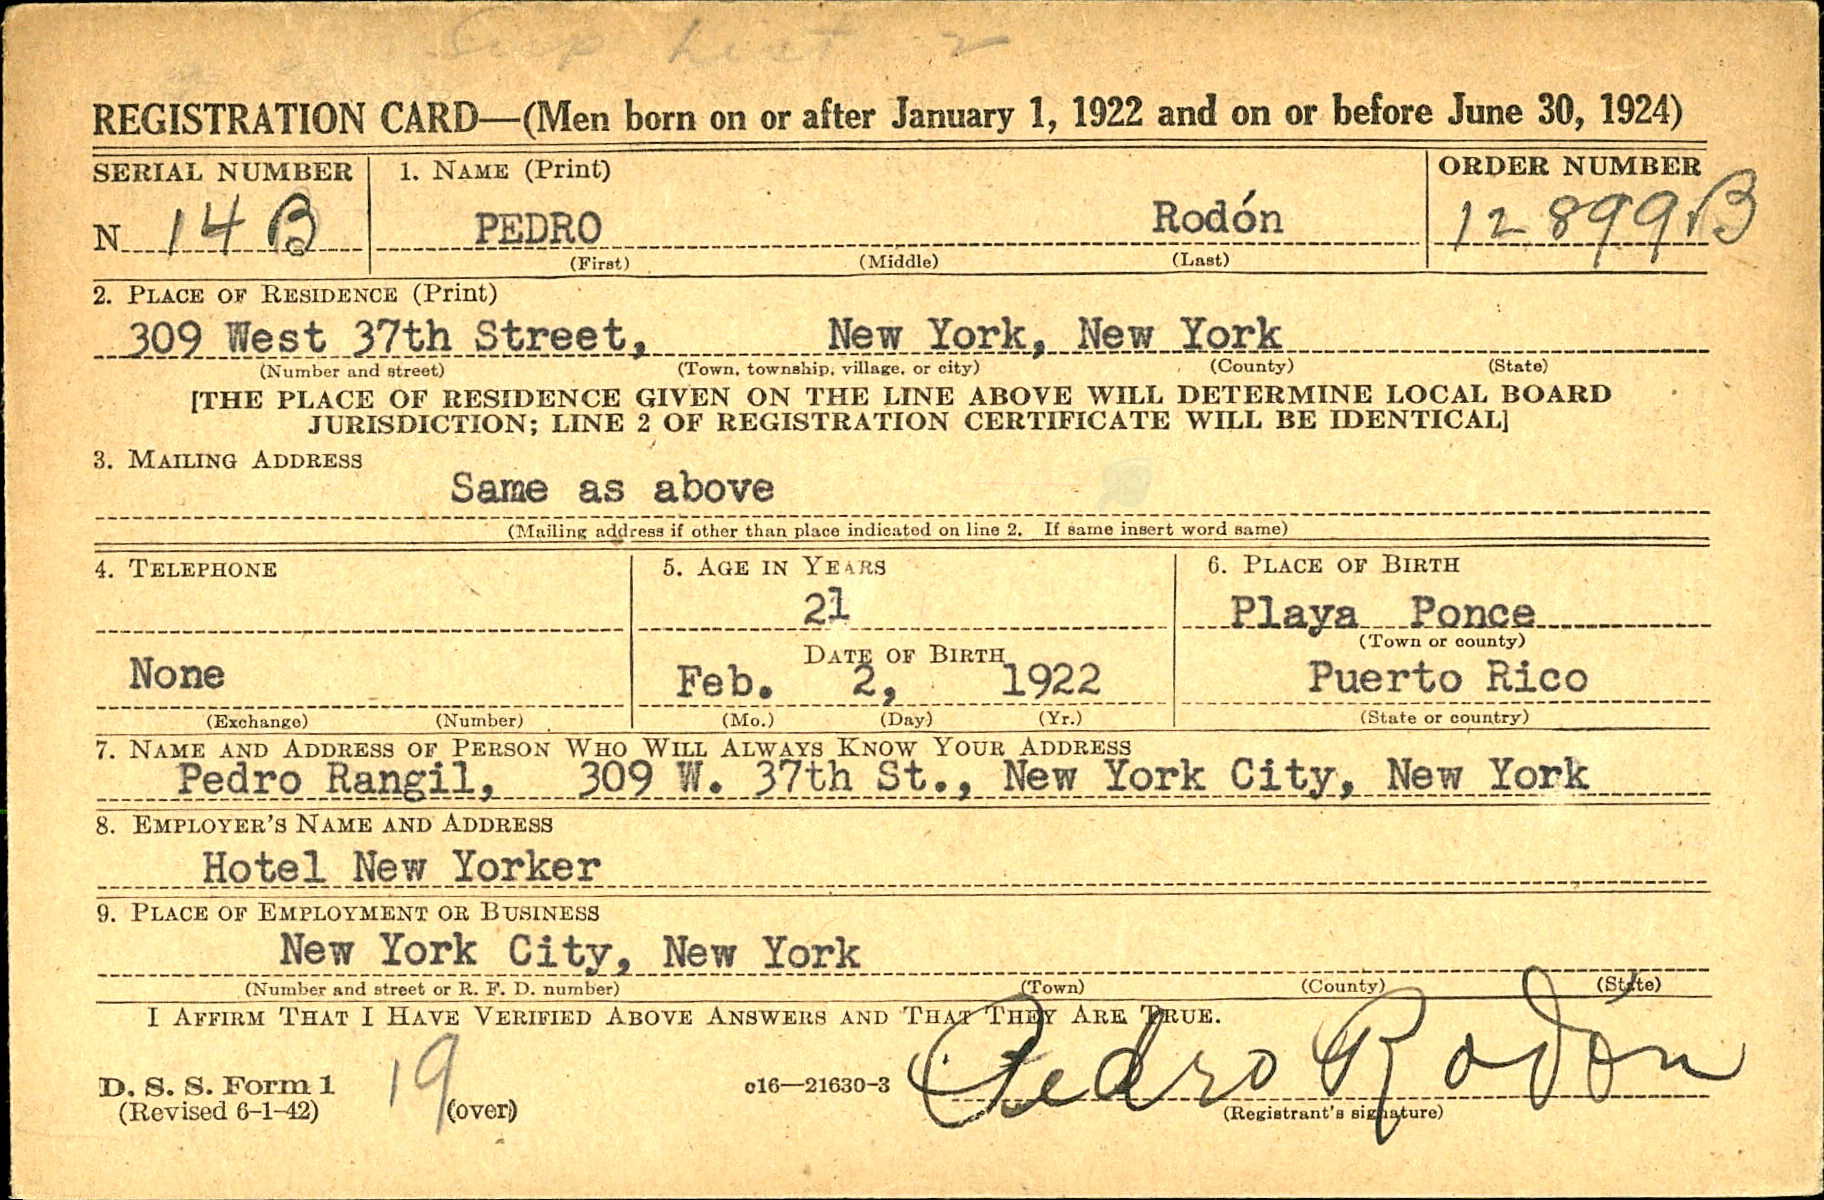 Sup List 2
REGISTRATION CARD—(Men born on or after January 1, 1922 and on or before June 30, 1924)
SERIAL NUMBER 1. NAME (Print) ORDER NUMBER
N 14 B PEDRO Rodón 12899B
(First) (Middle) (Last)
2. PLACE OF RESIDENCE (Print)
309 West 37th Street, New York, New York
(Number and street) (Town, township, village, or city) (County) (State)
[THE PLACE OF RESIDENCE GIVEN ON THE LINE ABOVE WILL DETERMINE LOCAL BOARD
JURISDICTION; LINE 2 OF REGISTRATION CERTIFICATE WILL BE IDENTICAL]
3. MAILING ADDRESS
Same as above
(Mailing address if other than place indicated on line 2. If same insert word same)
4. TELEPHONE 5. AGE IN YEARS 6. PLACE OF BIRTH
21 Playa Ponce
(Town or county)
DATE OF BIRTH
None Feb. 2, 1922 Puerto Rico
(Exchange) (Number) (Mo.) (Day) (Yr.) (State or country)
7. NAME AND ADDRESS OF PERSON WHO WILL ALWAYS KNOW YOUR ADDRESS
Pedro Rangil, 309 W. 37th St., New York City, New York
8. EMPLOYER'S NAME AND ADDRESS
Hotel New Yorker
9. PLACE OF EMPLOYMENT OR BUSINESS
New York City, New York
(Number and street or R. F. D. number) (Town) (County) (State)
I AFFIRM THAT I HAVE VERIFIED ABOVE ANSWERS AND THAT THEY ARE TRUE.
Pedro Rodón
D. S. S. Form 1 19 c16—21630-3
(Revised 6-1-42) (over) (Registrant's signature)